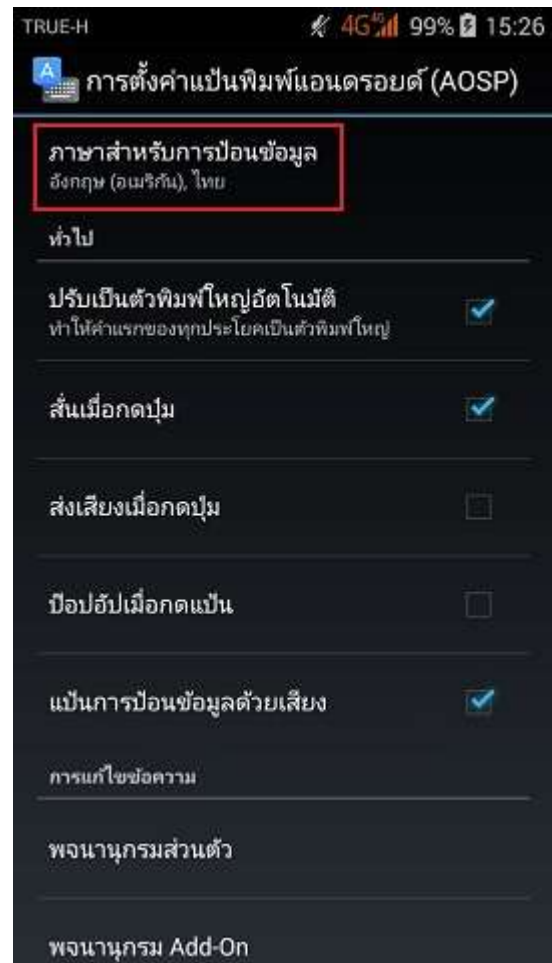 TRUE-H 4G 4G 99% 15:26
A การตั้งค่าแป้นพิมพ์แอนดรอยด์ (AOSP)
ภาษาสำหรับการป้อนข้อมูล
อังกฤษ (อเมริกัน), ไทย
ทั่วไป
ปรับเป็นตัวพิมพ์ใหญ่อัตโนมัติ
ทำให้คำแรกของทุกประโยคเป็นตัวพิมพ์ใหญ่
สั่นเมื่อกดปุ่ม
ส่งเสียงเมื่อกดปุ่ม
ป๊อปอัปเมื่อกดแป้น
แป้นการป้อนข้อมูลด้วยเสียง
การแก้ไขข้อความ
พจนานุกรมส่วนตัว
พจนานุกรม Add-On